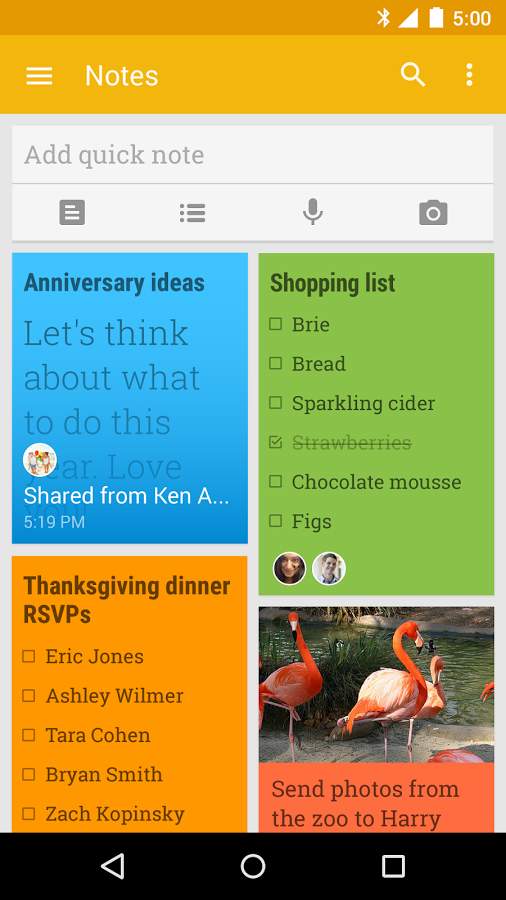 5:00
Notes
Add quick note
Anniversary ideas
Let's think
about what
to do this
year. Love
you!
Shared from Ken A...
5:19 PM
Shopping list
Brie
Bread
Sparkling cider
Strawberries
Chocolate mousse
Figs
Thanksgiving dinner
RSVPs
Eric Jones
Ashley Wilmer
Tara Cohen
Bryan Smith
Zach Kopinsky
Send photos from
the zoo to Harry